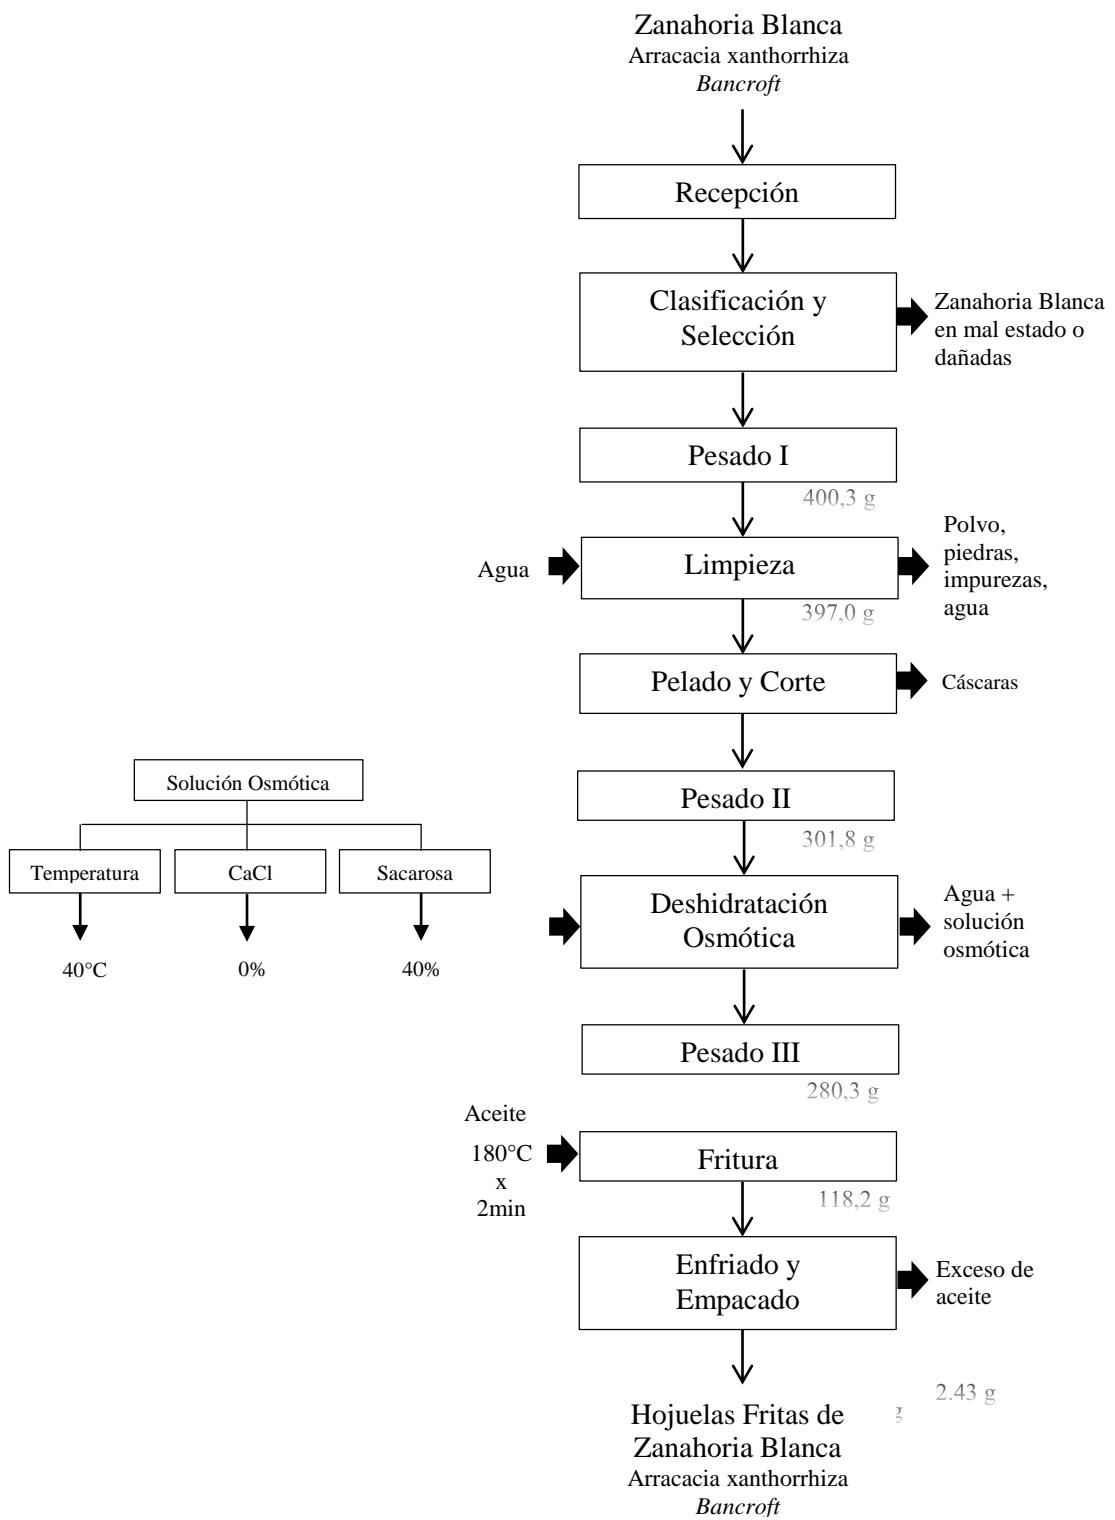 Zanahoria Blanca
Arracacia xanthorrhiza
Bancroft
Recepción
Clasificación y
Selección
Zanahoria Blanca
en mal estado o
dañadas
Pesado I
400,3 g
Agua
Limpieza
Polvo,
piedras,
impurezas,
agua
397,0 g
Pelado y Corte
Cáscaras
Solución Osmótica
Temperatura
CaCl
Sacarosa
40°C
0%
40%
Pesado II
301,8 g
Deshidratación
Osmótica
Agua +
solución
osmótica
Pesado III
280,3 g
Aceite
180°C
x
2min
Fritura
118,2 g
Enfriado y
Empacado
Exceso de
aceite
2.43 g
g
Hojuelas Fritas de
Zanahoria Blanca
Arracacia xanthorrhiza
Bancroft